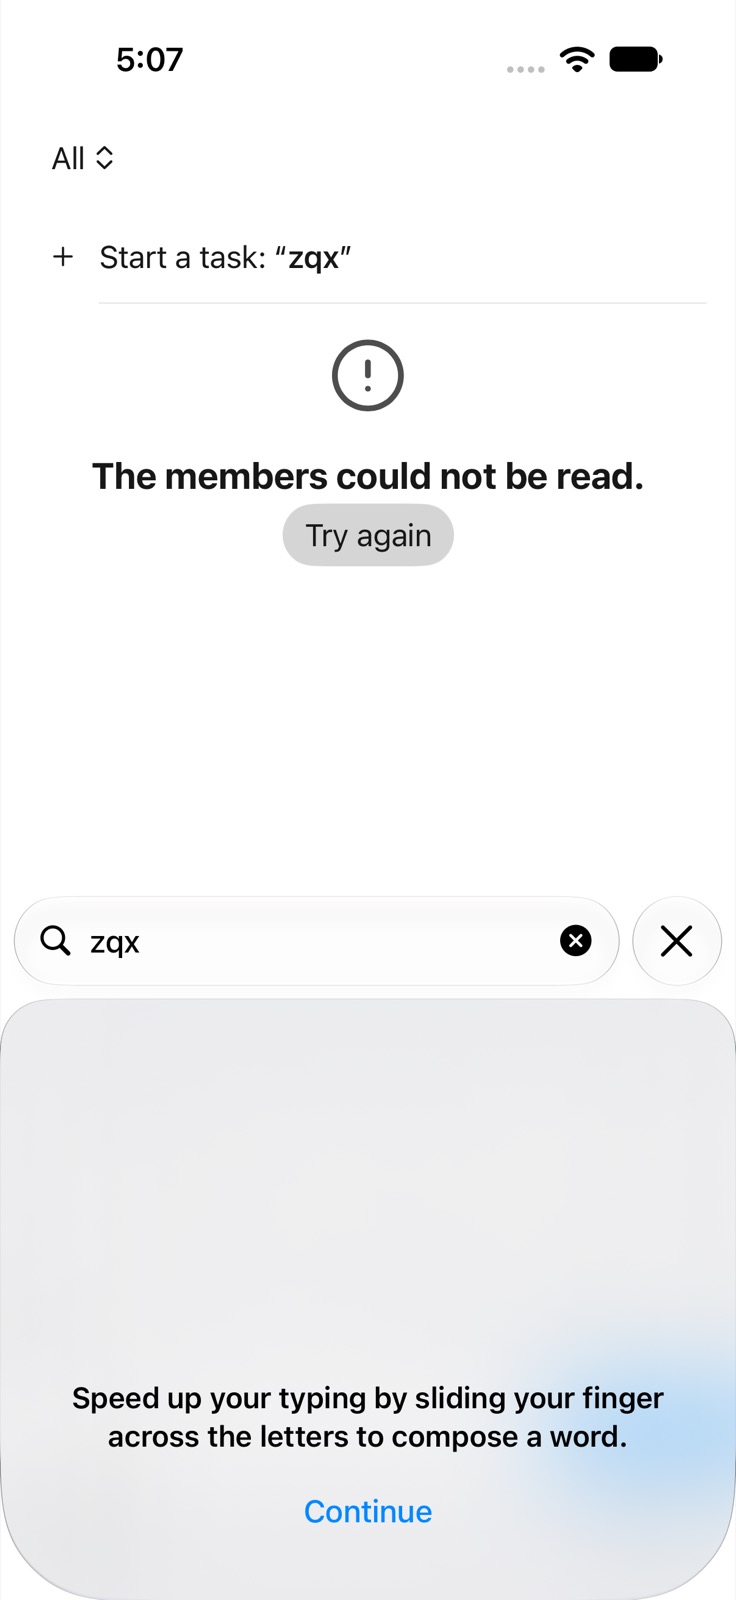 5:07
All
Start a task: “zqx”
The members could not be read.
Try again
zqx
Speed up your typing by sliding your finger
across the letters to compose a word.
Continue